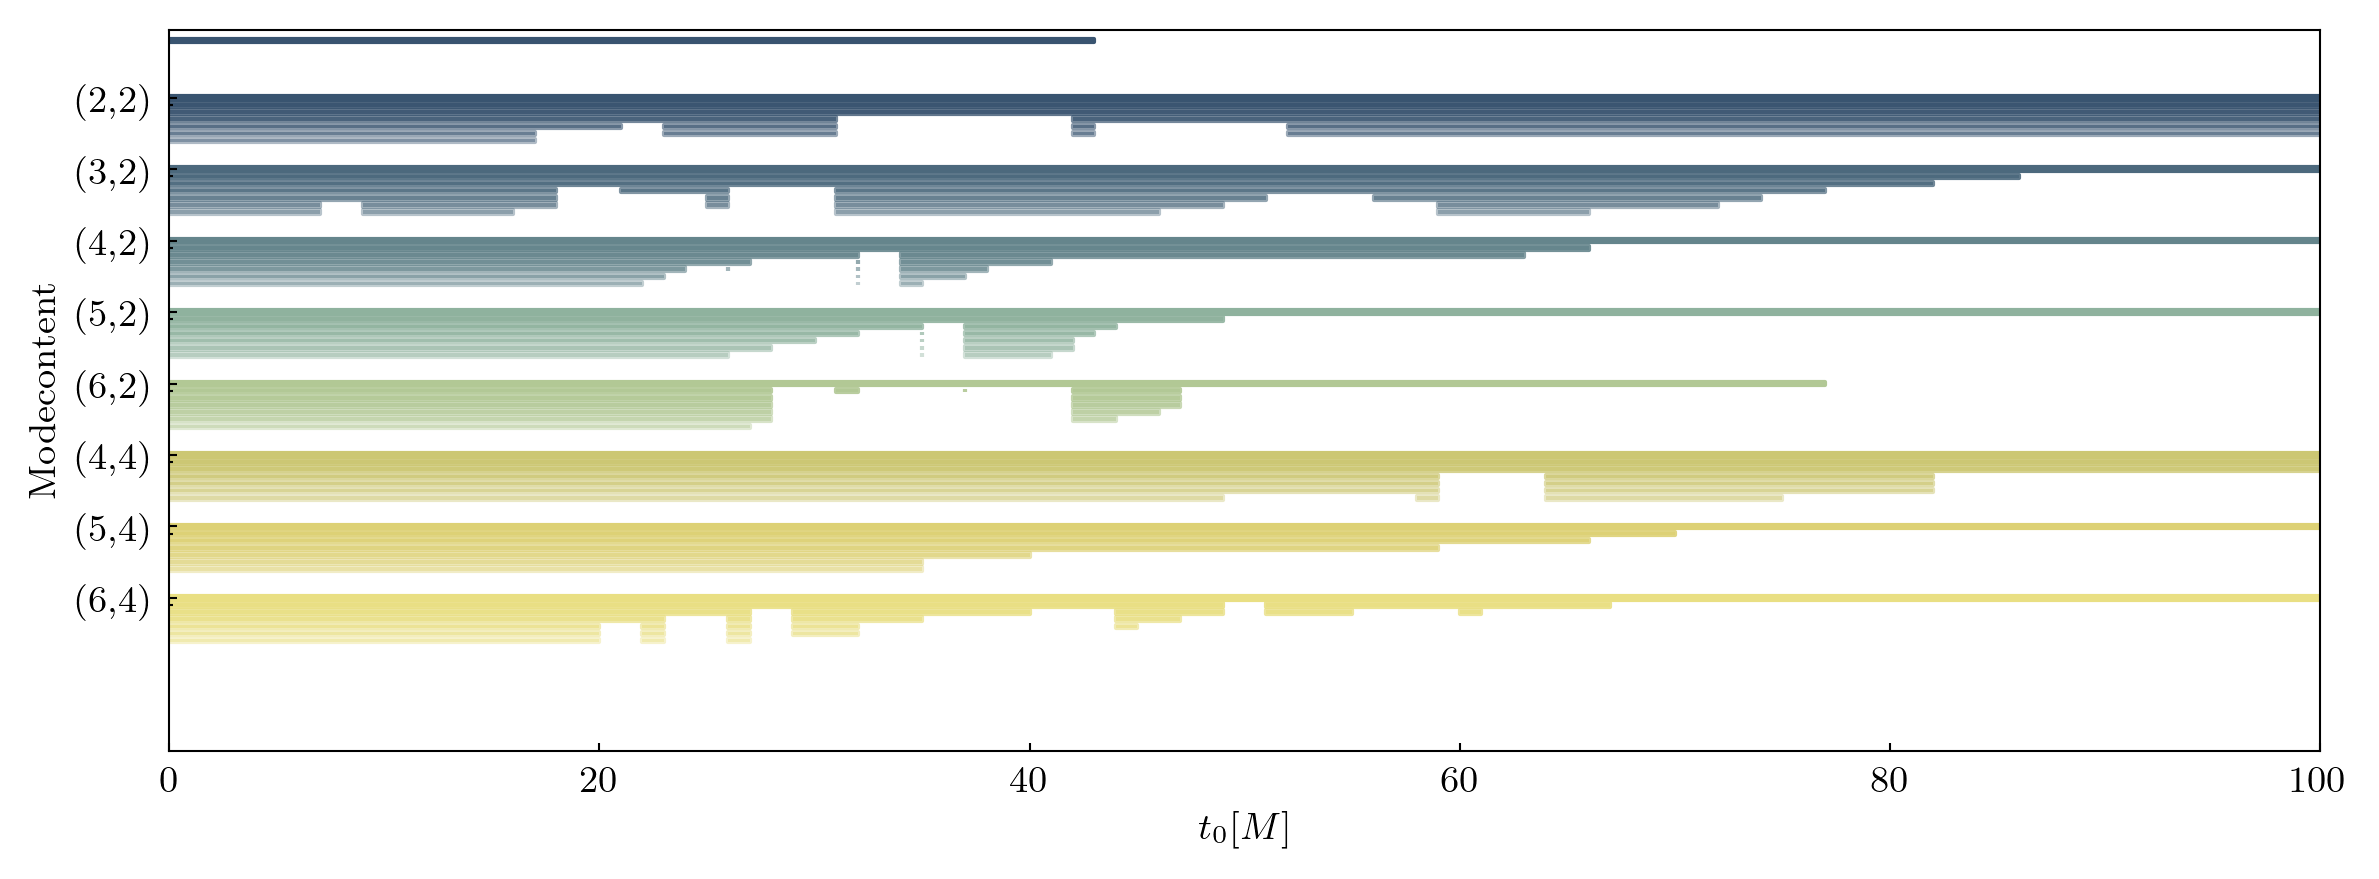 (2,2)
(3,2)
(4,2)
(5,2)
(6,2)
(4,4)
(5,4)
(6,4)
Modecontent
0 20 40 60 80 100
t₀[M]